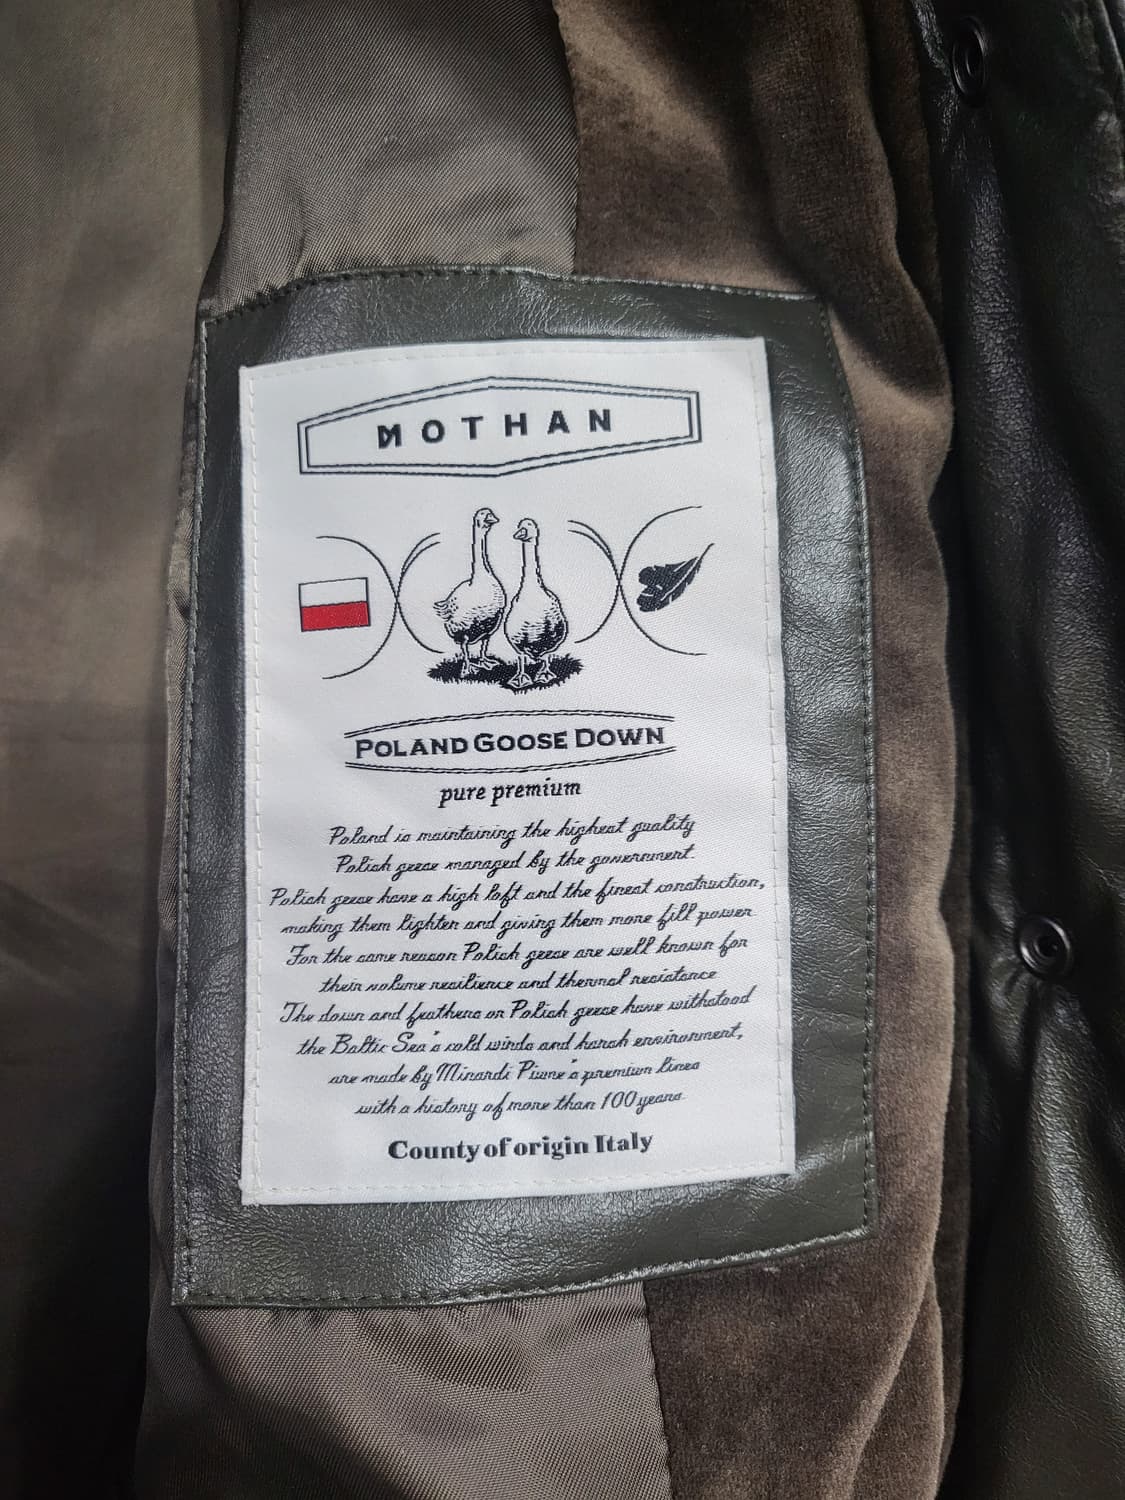 MOTHAN
POLAND GOOSE DOWN
pure premium
Poland is maintaining the highest quality
Polish geese managed by the government.
Polish geese have a high loft and the finest construction,
making them lighter and giving them more fill power
For the same reason Polish geese are well known for
their volume resilience and thermal resistance
The down and feathers on Polish geese have withstood
the Baltic Sea's cold winds and harsh environment,
are made by Minardi Piume's premium lines
with a history of more than 100 years.
County of origin Italy